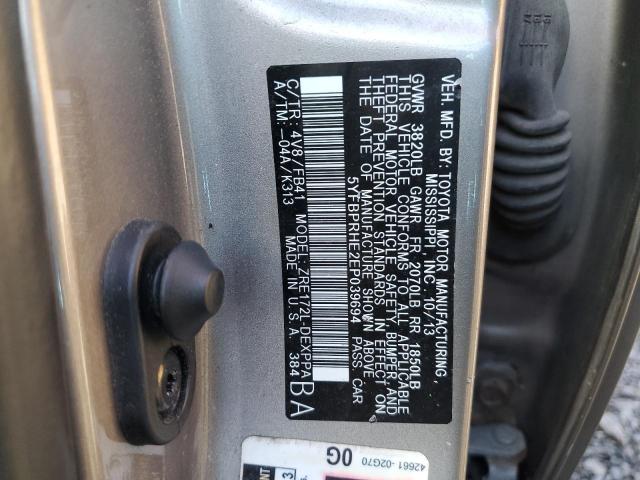 VEH. MFD. BY: TOYOTA MOTOR MANUFACTURING,
MISSISSIPPI, INC. 10/13
GVWR 3820LB GAWR FR 2070LB RR 1850LB
THIS VEHICLE CONFORMS TO ALL APPLICABLE
FEDERAL MOTOR VEHICLE SAFETY, BUMPER, AND
THEFT PREVENTION STANDARDS IN EFFECT ON
THE DATE OF MANUFACTURE SHOWN ABOVE.
5YFBPRHE2EP039694 PASS. CAR
BA
C/TR: 4V8/FB41 MODEL: ZRE172L-DEXPPA
A/TM: -04A/K313 MADE IN U.S.A. 384
42661-02G70
0G